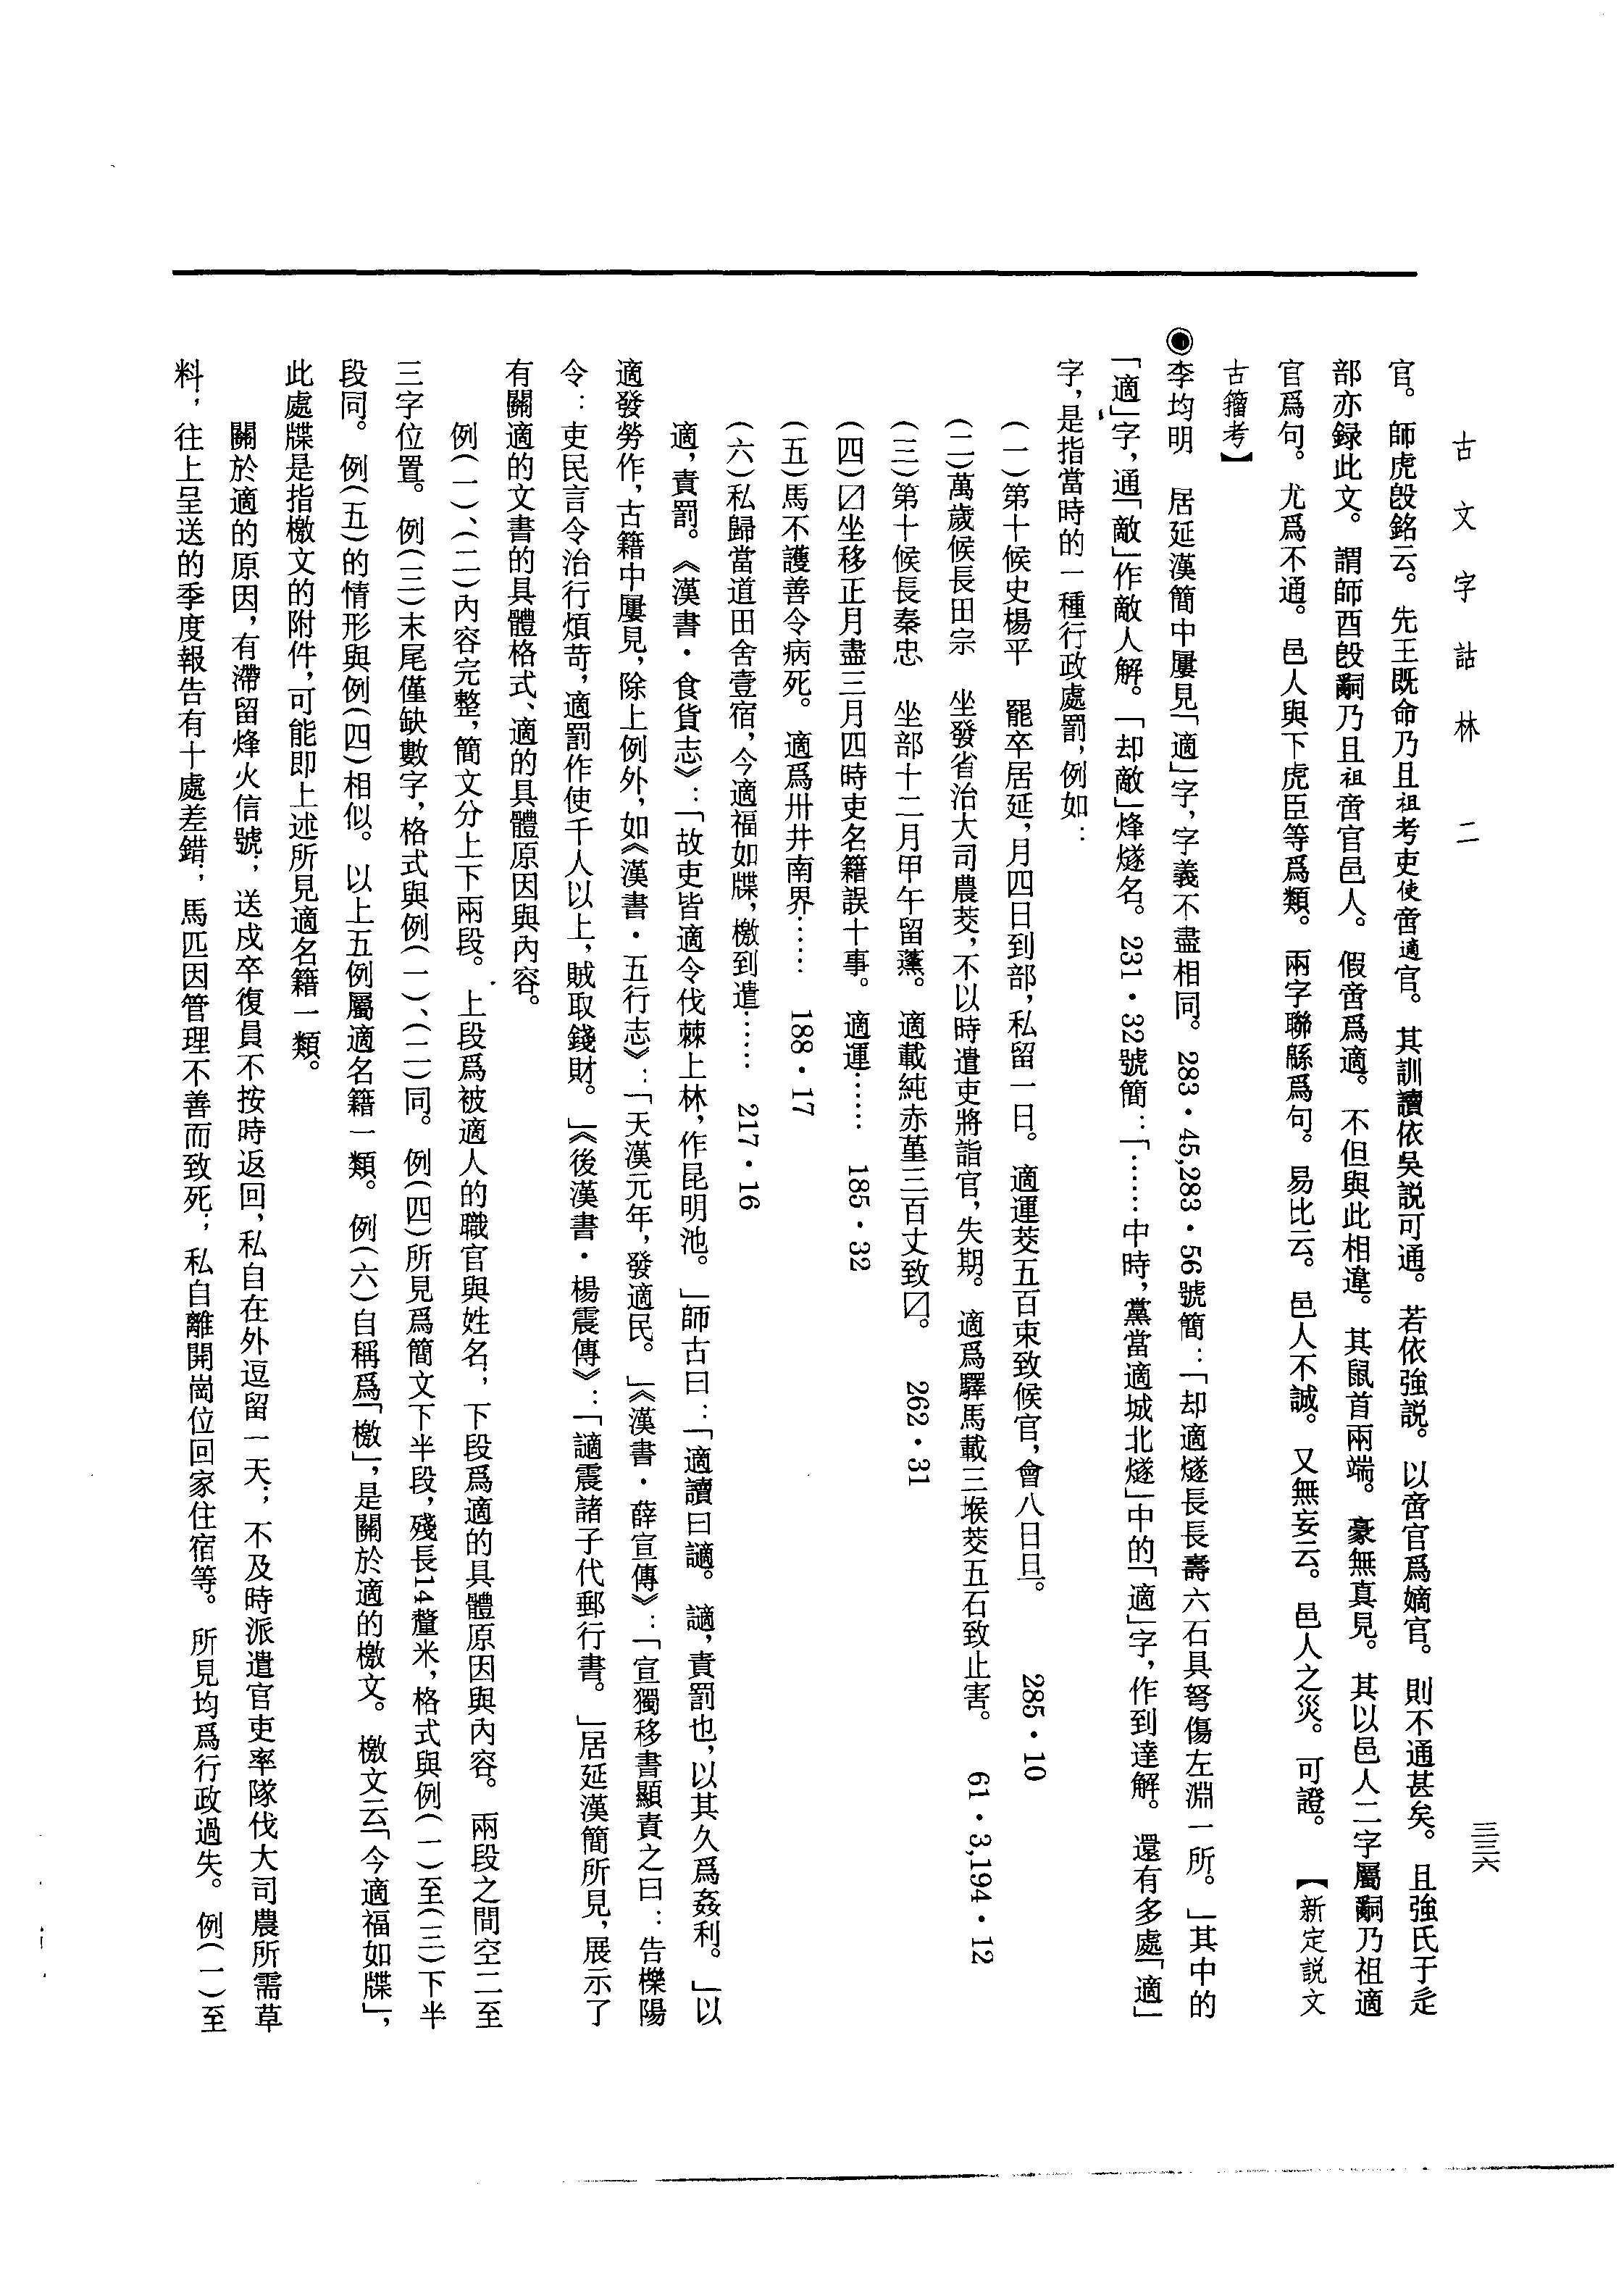 古文字詁林　二
三三六
官。師虎𣪘銘云。先王既命乃且祖考吏使啻適官。其訓讀依吳説可通。若依強説。以啻官爲嫡官。則不通甚矣。且強氏于辵
部亦録此文。謂師酉𣪘嗣乃且祖啻官邑人。假啻爲適。不但與此相違。其鼠首兩端。豪無真見。其以邑人二字屬嗣乃祖適
官爲句。尤爲不通。邑人與下虎臣等爲類。兩字聯緜爲句。易比云。邑人不誡。又無妄云。邑人之災。可證。【新定説文
古籀考】
◉李均明　居延漢簡中屢見「適」字，字義不盡相同。283·45,283·56號簡：「却適燧長長壽六石具弩傷左淵一所。」其中的
「適」字，通「敵」作敵人解。「却敵」烽燧名。231·32號簡：「……中時，黨當適城北燧」中的「適」字，作到達解。還有多處「適」
字，是指當時的一種行政處罰，例如：
(一)第十候史楊平　罷卒居延，月四日到部，私留一日。適運茭五百束致候官，會八日旦。　285·10
(二)萬歲候長田宗　坐發省治大司農茭，不以時遣吏將詣官，失期。適爲驛馬載三堠茭五石致止害。　61·3,194·12
(三)第十候長秦忠　坐部十二月甲午留蓬。適載純赤堇三百丈致☑。　262·31
(四)☑坐移正月盡三月四時吏名籍誤十事。適運……　185·32
(五)馬不護善令病死。適爲卅井南界……　188·17
(六)私歸當道田舍壹宿，今適福如牒，檄到遣……　217·16
適，責罰。《漢書·食貨志》：「故吏皆適令伐棘上林，作昆明池。」師古曰：「適讀曰讁。讁，責罰也，以其久爲姦利。」以
適發勞作，古籍中屢見，除上例外，如《漢書·五行志》：「天漢元年，發適民。」《漢書·薛宣傳》：「宣獨移書顯責之曰：告櫟陽
令：吏民言令治行煩苛，適罰作使千人以上，賊取錢財。」《後漢書·楊震傳》：「讁震諸子代郵行書。」居延漢簡所見，展示了
有關適的文書的具體格式、適的具體原因與內容。
例(一)、(二)內容完整，簡文分上下兩段。上段爲被適人的職官與姓名；下段爲適的具體原因與內容。兩段之間空二至
三字位置。例(三)末尾僅缺數字，格式與例(一)、(二)同。例(四)所見爲簡文下半段，殘長14釐米，格式與例(一)至(三)下半
段同。例(五)的情形與例(四)相似。以上五例屬適名籍一類。例(六)自稱爲「檄」，是關於適的檄文。檄文云「今適福如牒」，
此處牒是指檄文的附件，可能即上述所見適名籍一類。
關於適的原因，有滯留烽火信號；送戍卒復員不按時返回，私自在外逗留一天；不及時派遣官吏率隊伐大司農所需草
料；往上呈送的季度報告有十處差錯；馬匹因管理不善而致死；私自離開崗位回家住宿等。所見均爲行政過失。例(一)至